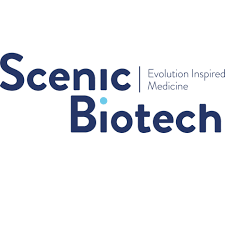 Scenic
Evolution Inspired
Medicine
Biotech